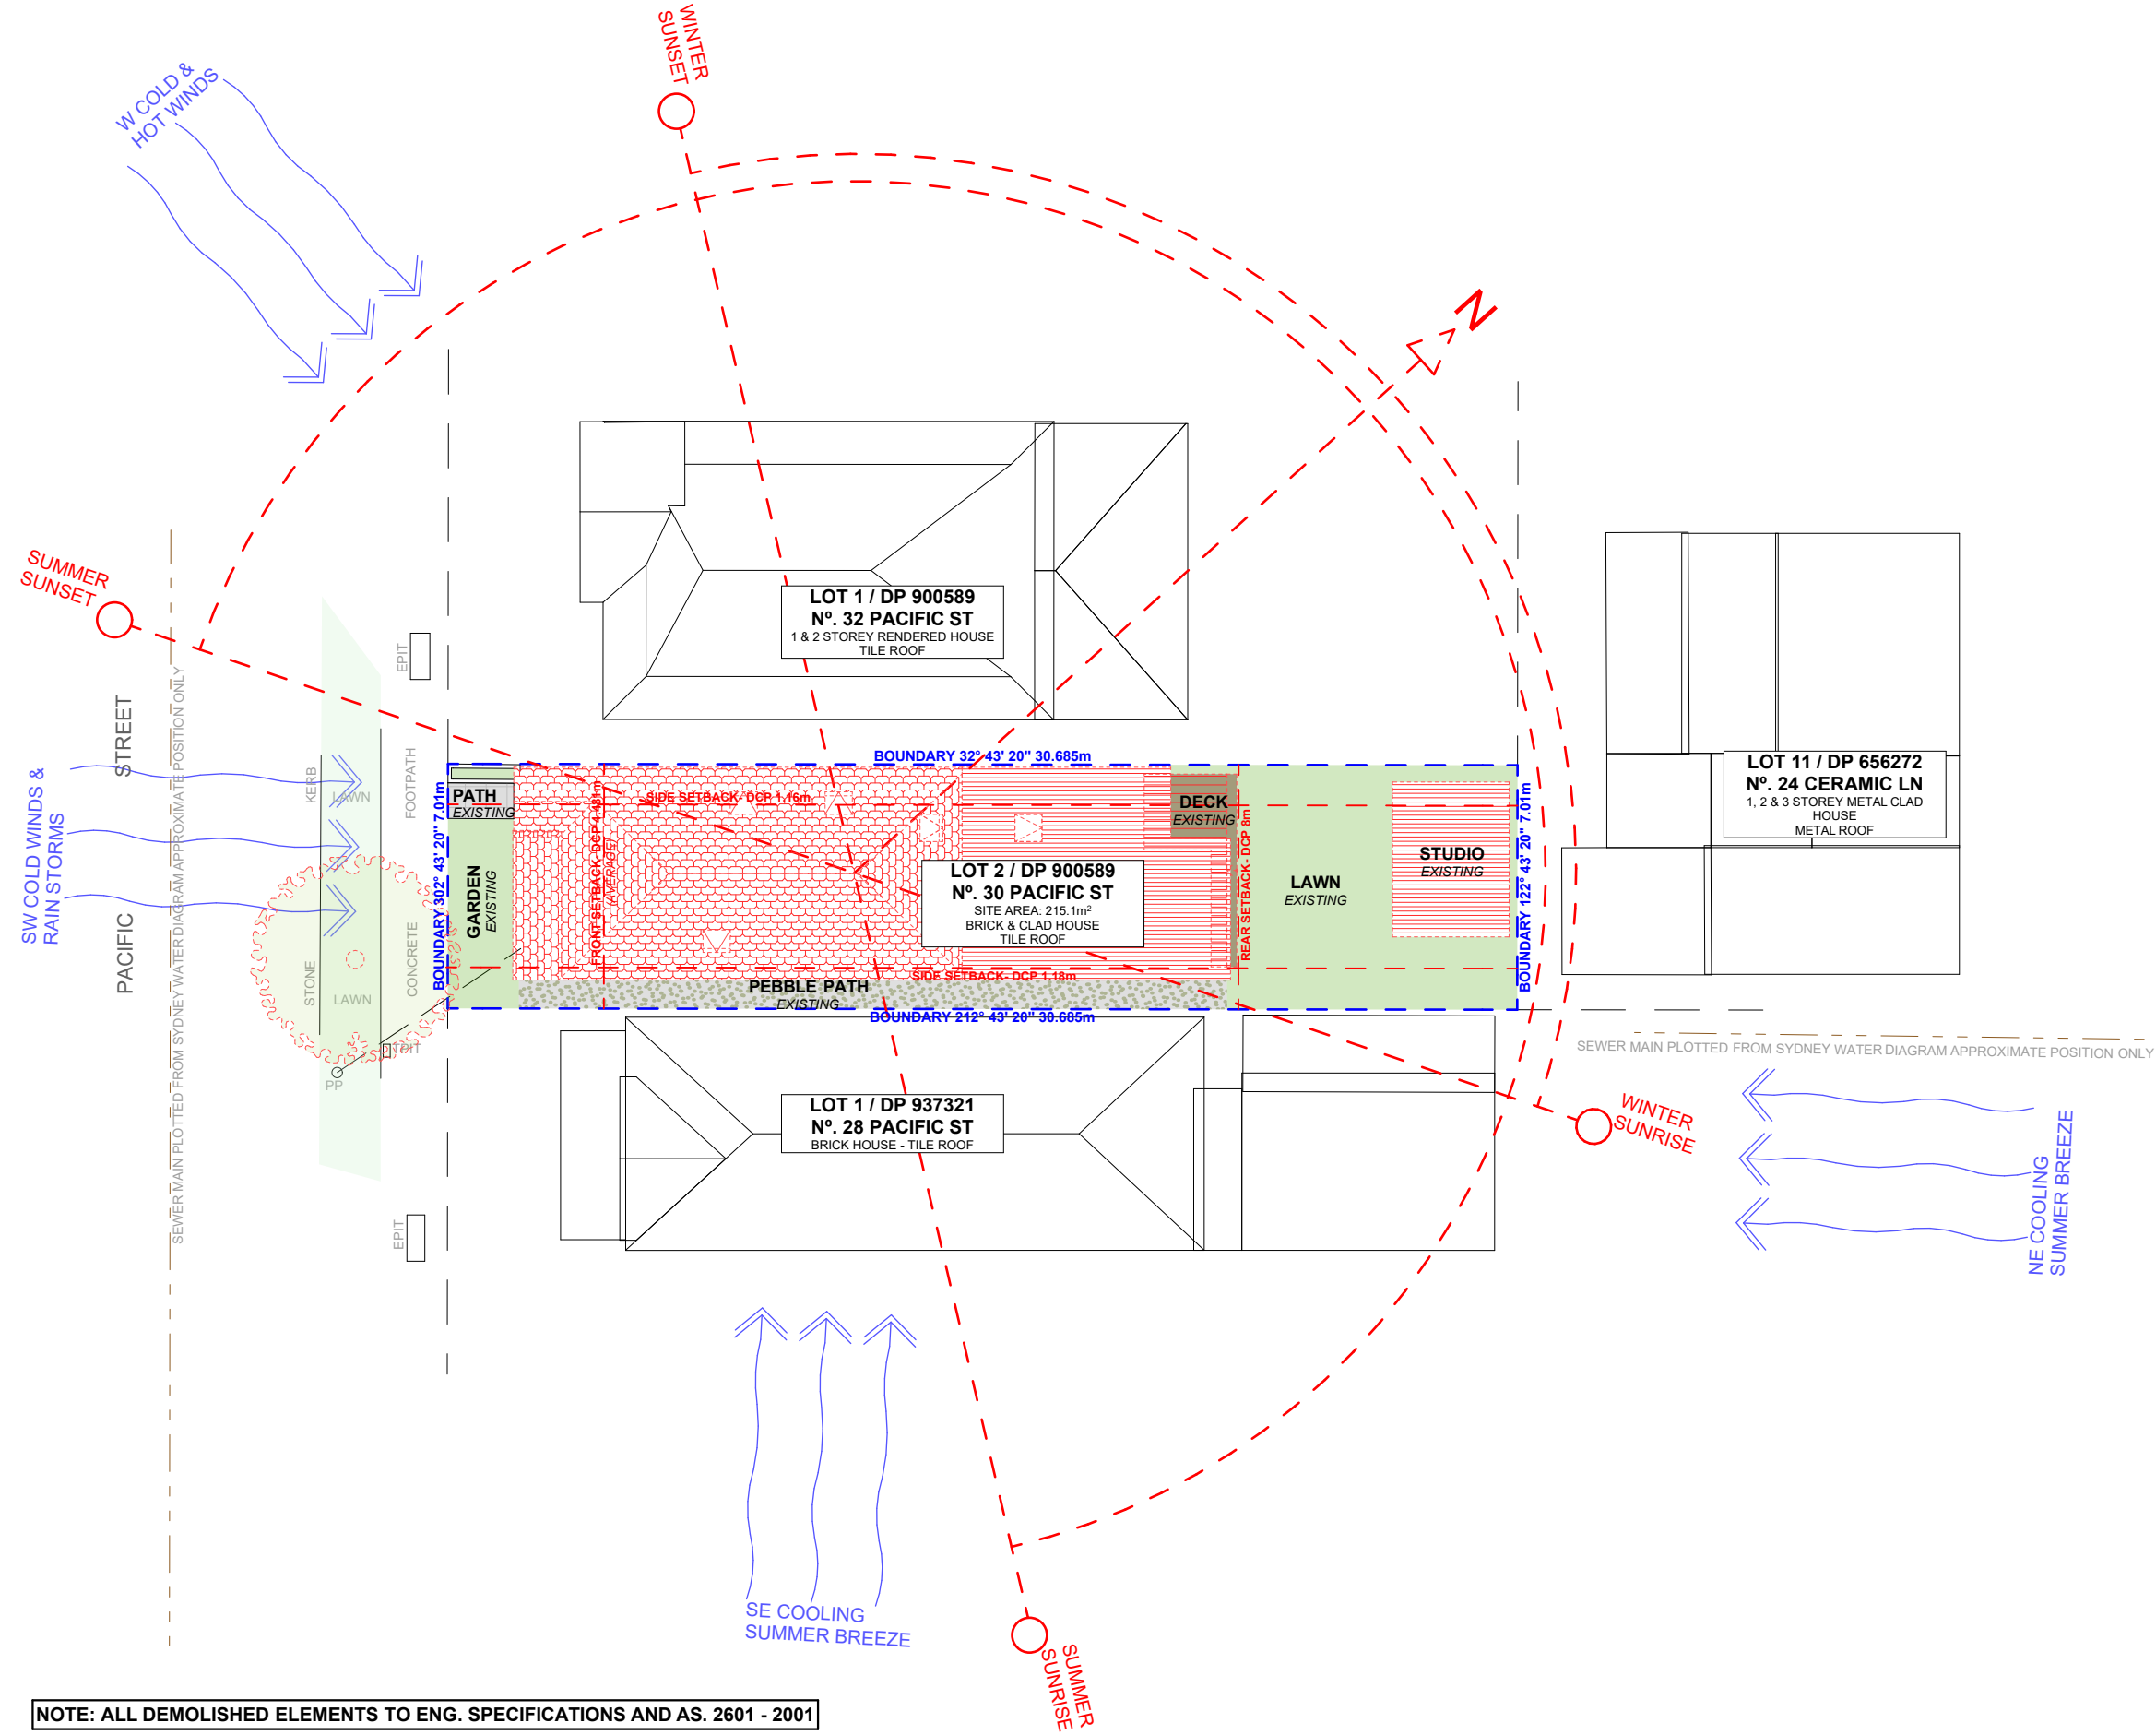 WINTER
SUNSET
W COLD &
HOT WINDS
N
SUMMER
SUNSET
LOT 1 / DP 900589
Nº. 32 PACIFIC ST
1 & 2 STOREY RENDERED HOUSE
TILE ROOF
EPIT
STREET
PACIFIC
SEWER MAIN PLOTTED FROM SYDNEY WATER DIAGRAM APPROXIMATE POSITION ONLY
KERB
STONE
LAWN
LAWN
FOOTPATH
CONCRETE
SW COLD WINDS &
RAIN STORMS
BOUNDARY 32° 43' 20" 30.685m
BOUNDARY 302° 43' 20" 7.01m
PATH
EXISTING
GARDEN
EXISTING
SIDE SETBACK- DCP 1.16m
FRONT SETBACK- DCP 4.431m
(AVERAGE)
DECK
EXISTING
REAR SETBACK- DCP 8m
LOT 2 / DP 900589
Nº. 30 PACIFIC ST
SITE AREA: 215.1m²
BRICK & CLAD HOUSE
TILE ROOF
LAWN
EXISTING
STUDIO
EXISTING
BOUNDARY 122° 43' 20" 7.01m
LOT 11 / DP 656272
Nº. 24 CERAMIC LN
1, 2 & 3 STOREY METAL CLAD
HOUSE
METAL ROOF
SIDE SETBACK- DCP 1.18m
PEBBLE PATH
EXISTING
BOUNDARY 212° 43' 20" 30.685m
TPIT
PP
EPIT
SEWER MAIN PLOTTED FROM SYDNEY WATER DIAGRAM APPROXIMATE POSITION ONLY
LOT 1 / DP 937321
Nº. 28 PACIFIC ST
BRICK HOUSE - TILE ROOF
WINTER
SUNRISE
NE COOLING
SUMMER BREEZE
SE COOLING
SUMMER BREEZE
SUMMER
SUNRISE
NOTE: ALL DEMOLISHED ELEMENTS TO ENG. SPECIFICATIONS AND AS. 2601 - 2001